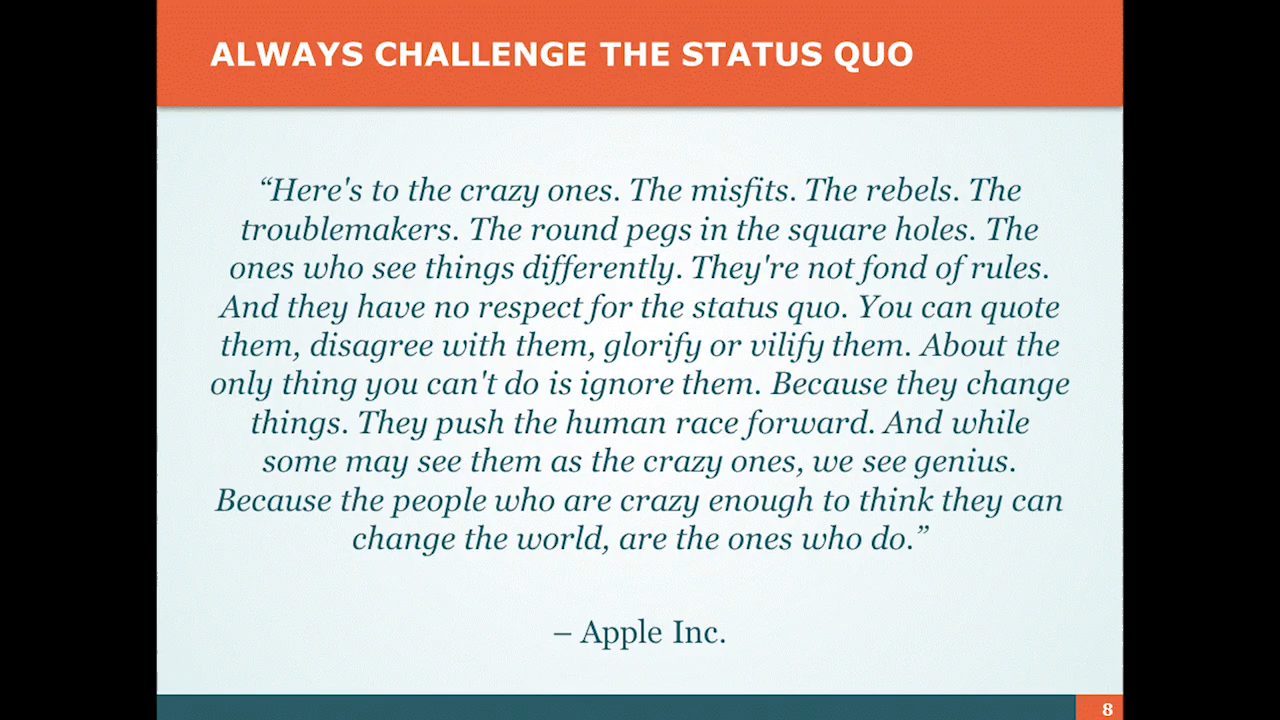 ALWAYS CHALLENGE THE STATUS QUO
“Here's to the crazy ones. The misfits. The rebels. The
troublemakers. The round pegs in the square holes. The
ones who see things differently. They're not fond of rules.
And they have no respect for the status quo. You can quote
them, disagree with them, glorify or vilify them. About the
only thing you can't do is ignore them. Because they change
things. They push the human race forward. And while
some may see them as the crazy ones, we see genius.
Because the people who are crazy enough to think they can
change the world, are the ones who do.”
– Apple Inc.
8